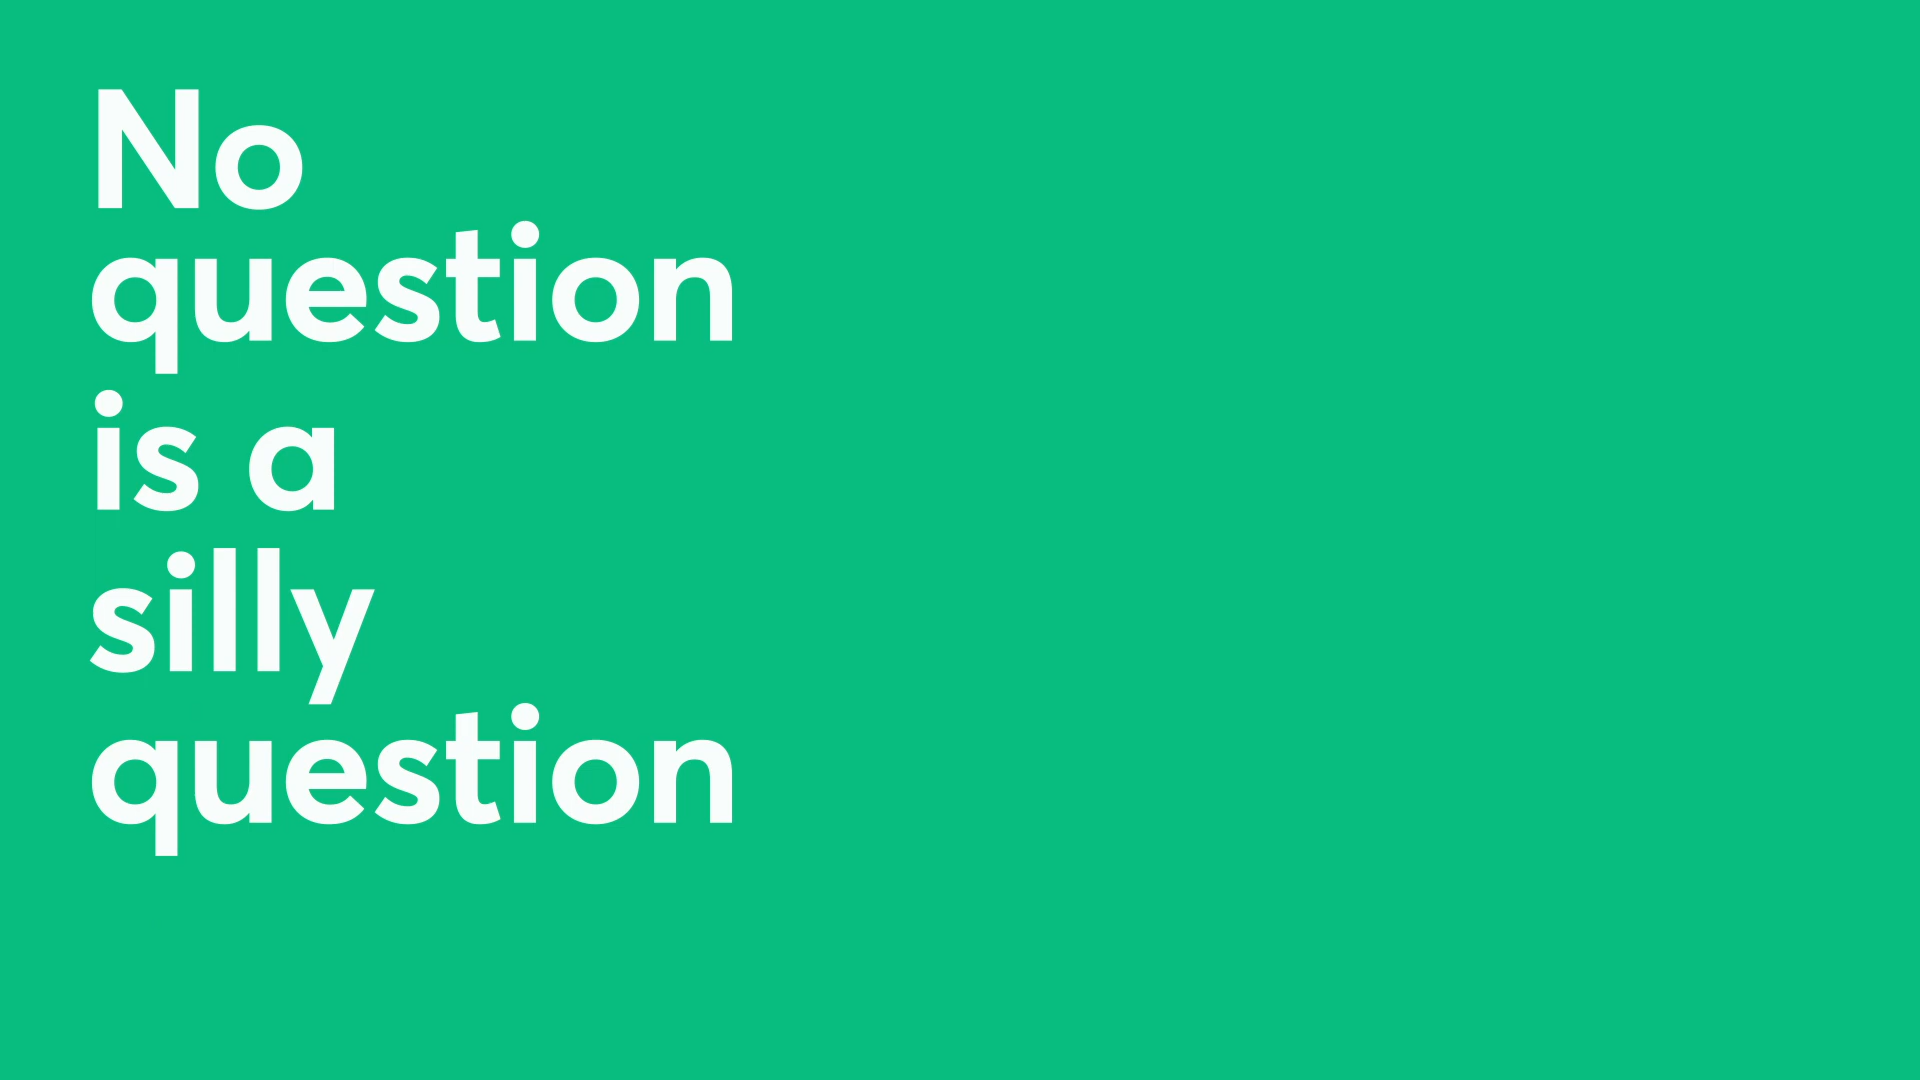 No
question
is a
silly
question